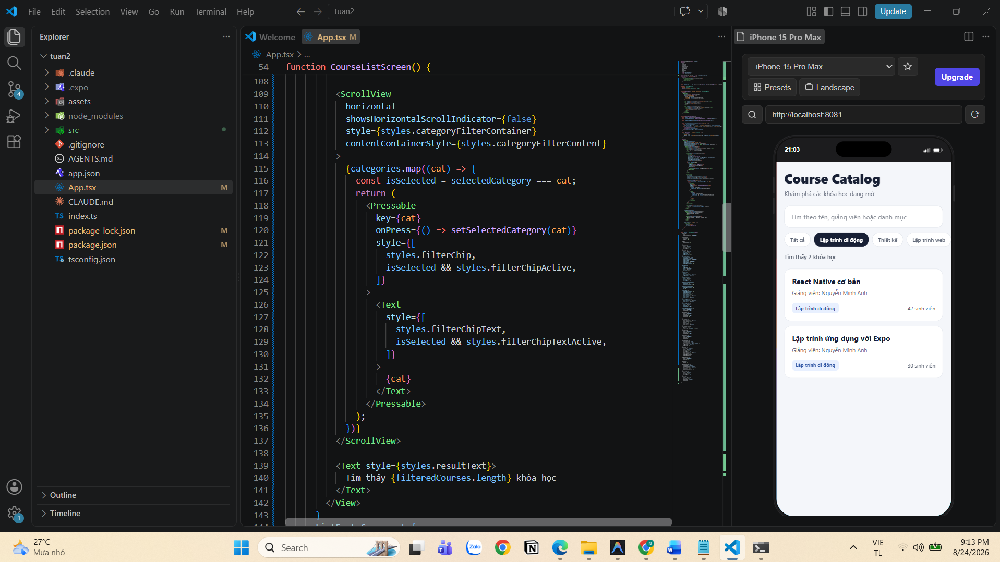 File Edit Selection View Go Run Terminal Help
tuan2
Update
Explorer
tuan2
.claude
.expo
assets
node_modules
src
.gitignore
AGENTS.md
app.json
App.tsx M
CLAUDE.md
TS index.ts
package-lock.json M
package.json M
TS tsconfig.json
Outline
Timeline
4
1
Welcome
App.tsx M
App.tsx > ...
54 function CourseListScreen() {
108
109 <ScrollView
110 horizontal
111 showsHorizontalScrollIndicator={false}
112 style={styles.categoryFilterContainer}
113 contentContainerStyle={styles.categoryFilterContent}
114 >
115 {categories.map((cat) => {
116 const isSelected = selectedCategory === cat;
117 return (
118 <Pressable
119 key={cat}
120 onPress={() => setSelectedCategory(cat)}
121 style={[
122 styles.filterChip,
123 isSelected && styles.filterChipActive,
124 ]}
125 >
126 <Text
127 style={[
128 styles.filterChipText,
129 isSelected && styles.filterChipTextActive,
130 ]}
131 >
132 {cat}
133 </Text>
134 </Pressable>
135 );
136 })}
137 </ScrollView>
138
139 <Text style={styles.resultText}>
140 Tìm thấy {filteredCourses.length} khóa học
141 </Text>
142 </View>
143 }
iPhone 15 Pro Max
iPhone 15 Pro Max
Upgrade
Presets Landscape
http://localhost:8081
21:03
Course Catalog
Khám phá các khóa học đang mở
Tìm theo tên, giảng viên hoặc danh mục
Tất cả Lập trình di động Thiết kế Lập trình web
Tìm thấy 2 khóa học
React Native cơ bản
Giảng viên: Nguyễn Minh Anh
Lập trình di động 42 sinh viên
Lập trình ứng dụng với Expo
Giảng viên: Nguyễn Minh Anh
Lập trình di động 30 sinh viên
27°C
Mưa nhỏ
Search
Zalo
VIE
TL
9:13 PM
8/24/2026